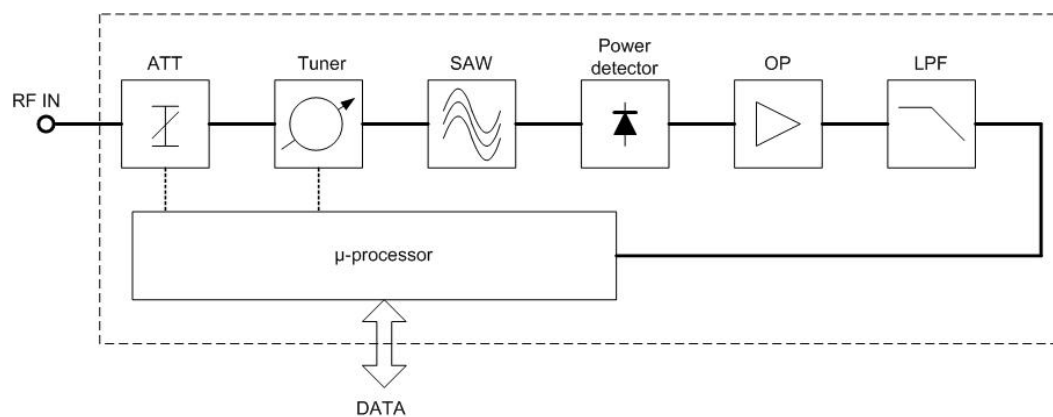 ATT
Tuner
SAW
Power
detector
OP
LPF
RF IN
µ-processor
DATA